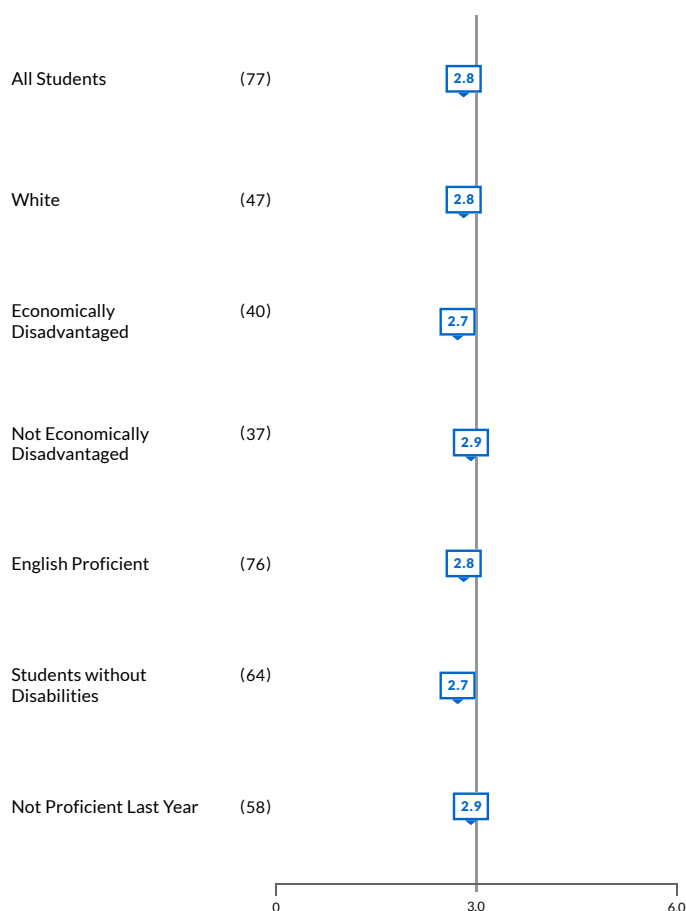 All Students (77) 2.8
White (47) 2.8
Economically (40)
Disadvantaged 2.7
Not Economically (37)
Disadvantaged 2.9
English Proficient (76) 2.8
Students without (64)
Disabilities 2.7
Not Proficient Last Year (58) 2.9
0 3.0 6.0